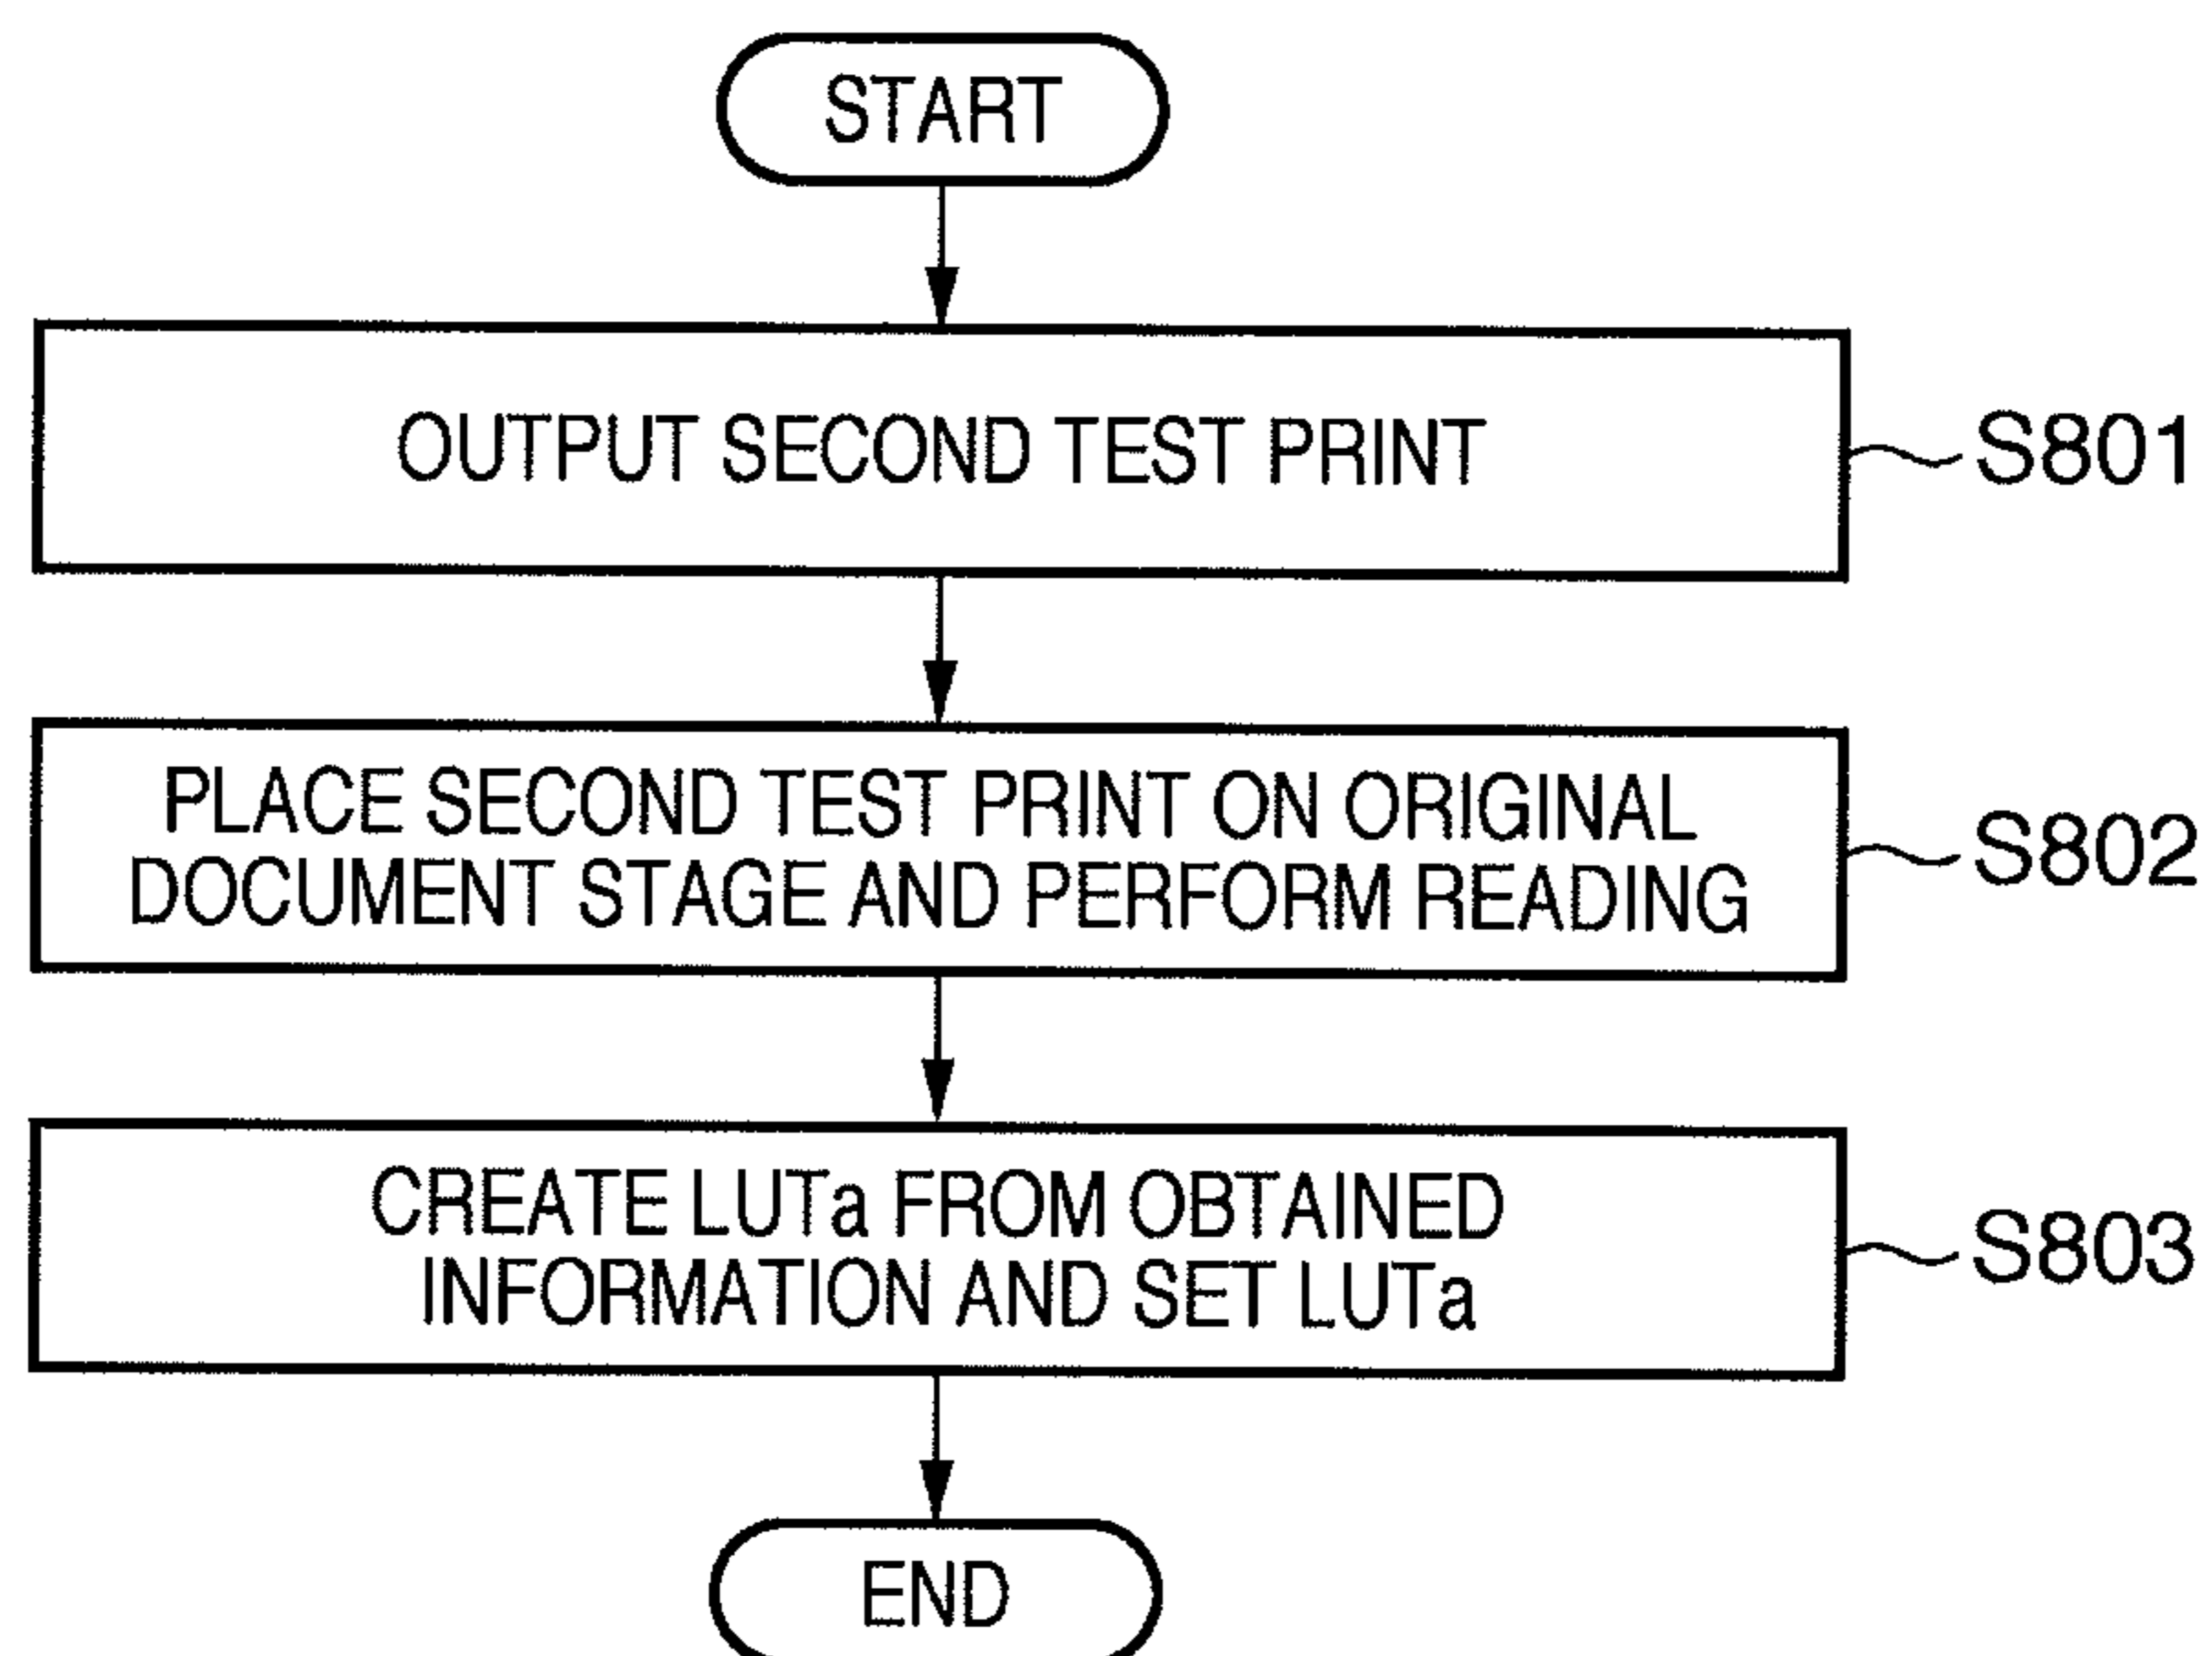 START
OUTPUT SECOND TEST PRINT
S801
PLACE SECOND TEST PRINT ON ORIGINAL
DOCUMENT STAGE AND PERFORM READING
S802
CREATE LUTa FROM OBTAINED
INFORMATION AND SET LUTa
S803
END